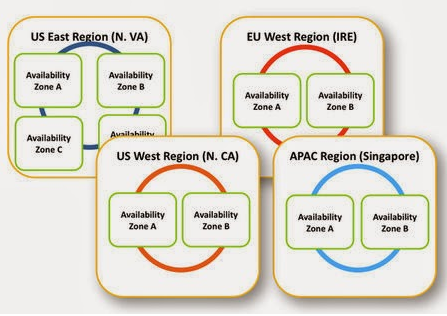 US East Region (N. VA)
Availability
Zone A
Availability
Zone B
Availability
Zone C
Availability
EU West Region (IRE)
Availability
Zone A
Availability
Zone B
US West Region (N. CA)
Availability
Zone A
Availability
Zone B
APAC Region (Singapore)
Availability
Zone A
Availability
Zone B